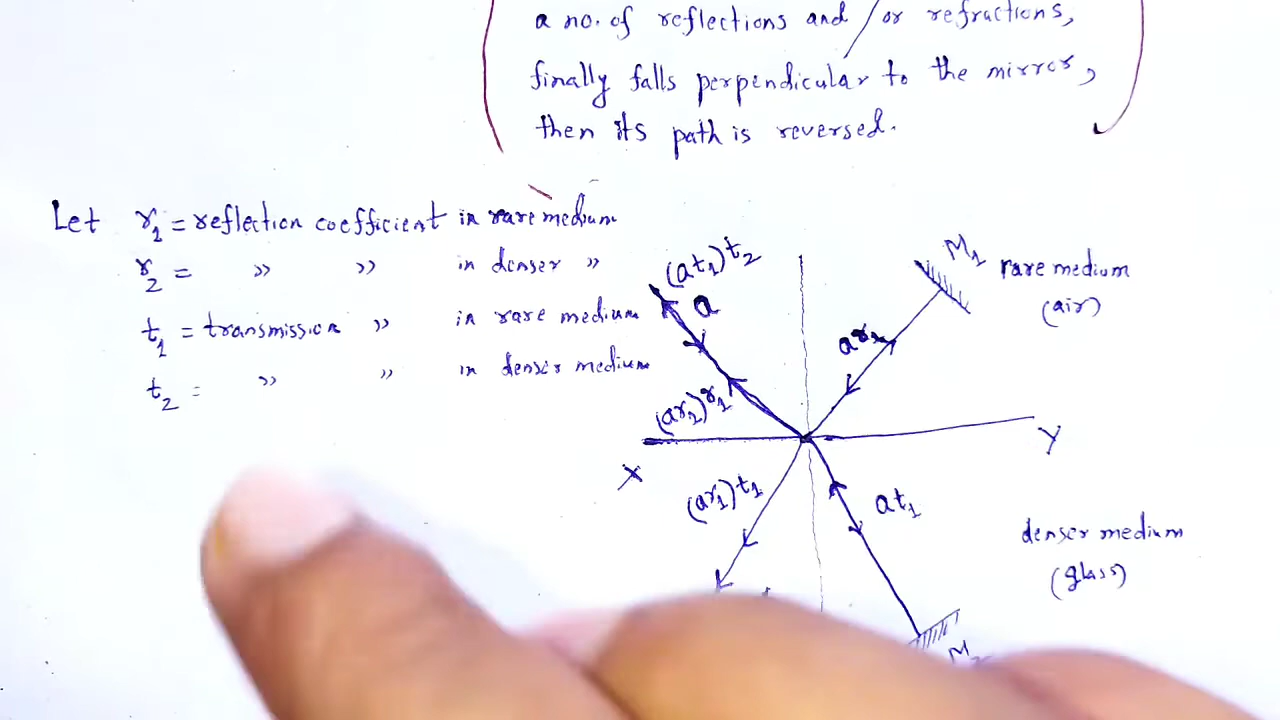 a no. of reflections and / or refractions,
finally falls perpendicular to the mirror,
then its path is reversed.
Let r₁ = reflection coefficient in rare medium
r₂ = " " in denser "
t₁ = transmission " in rare medium
t₂ = " " in denser medium
(at₁)t₂
a
M₁
rare medium
(air)
ar₁
(ar₁)r₁
X
Y
(ar₁)t₁
at₁
denser medium
(glass)